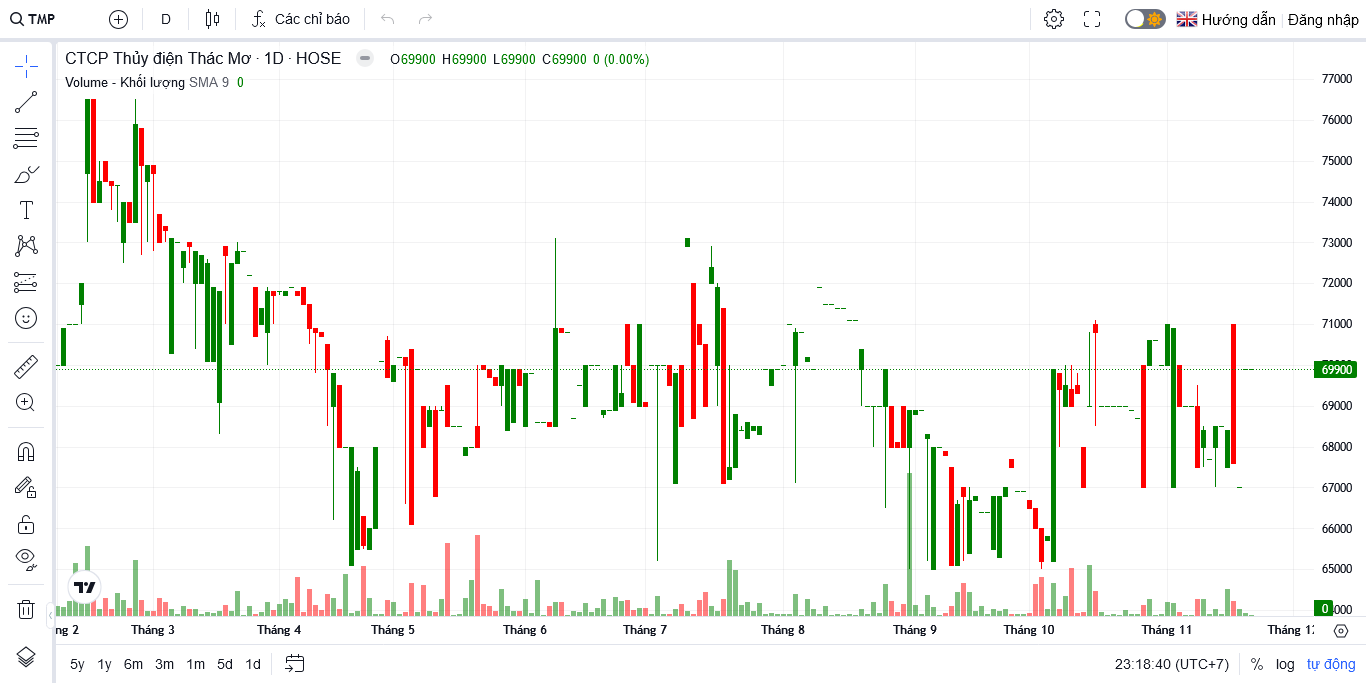 TMP D Các chỉ báo Hướng dẫn Đăng nhập
CTCP Thủy điện Thác Mơ · 1D · HOSE O69900 H69900 L69900 C69900 0 (0.00%)
Volume - Khối lượng SMA 9 0
77000
76000
75000
74000
73000
72000
71000
69900
69000
68000
67000
66000
65000
0
Tháng 3 Tháng 4 Tháng 5 Tháng 6 Tháng 7 Tháng 8 Tháng 9 Tháng 10 Tháng 11
5y 1y 6m 3m 1m 5d 1d 23:18:40 (UTC+7) % log tự động